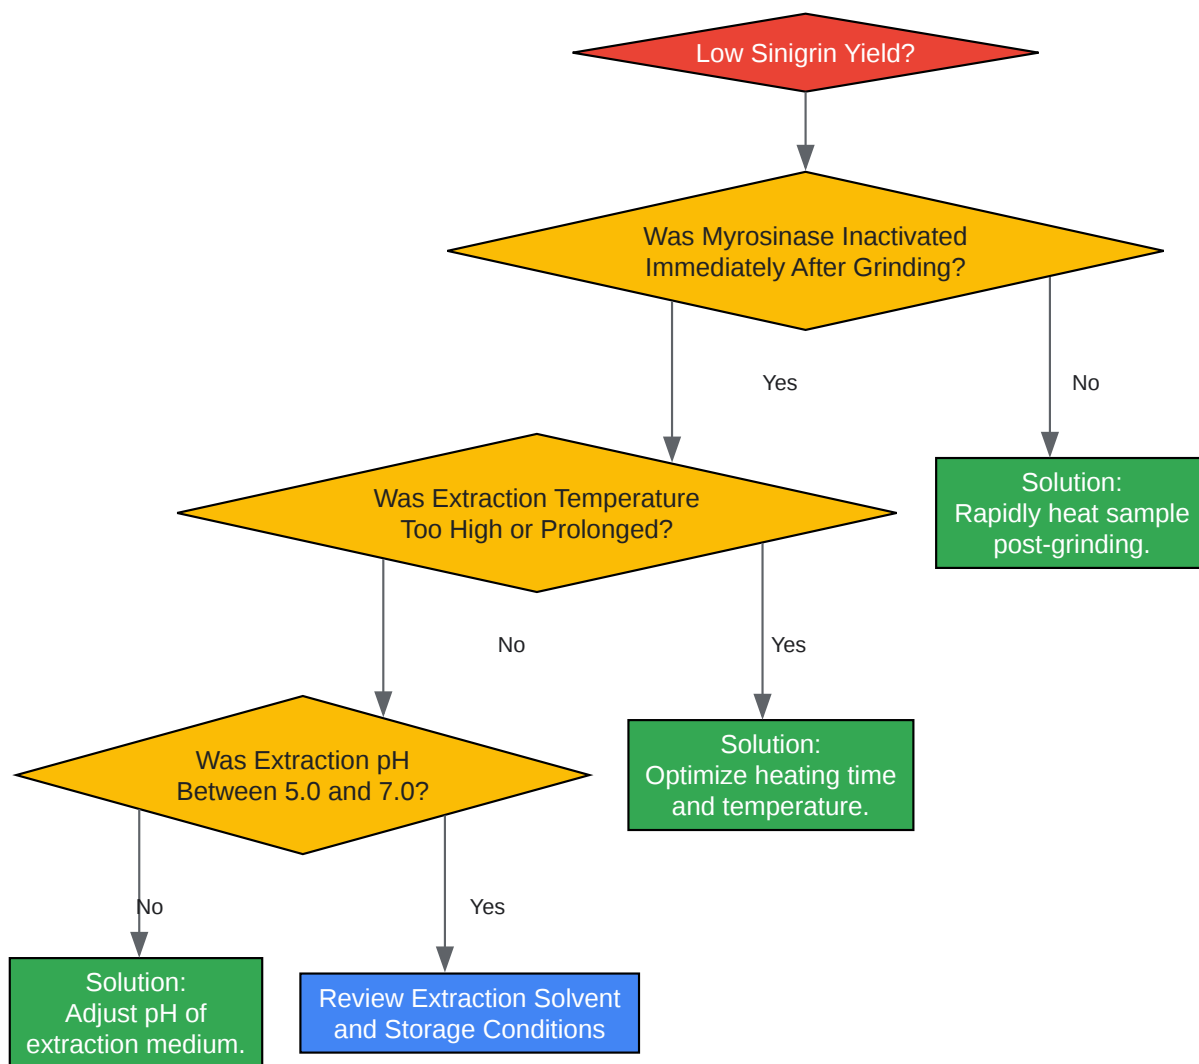 Low Sinigrin Yield?
Was Myrosinase Inactivated
Immediately After Grinding?
Yes
No
Was Extraction Temperature
Too High or Prolonged?
Solution:
Rapidly heat sample
post-grinding.
No
Yes
Was Extraction pH
Between 5.0 and 7.0?
Solution:
Optimize heating time
and temperature.
No
Yes
Solution:
Adjust pH of
extraction medium.
Review Extraction Solvent
and Storage Conditions